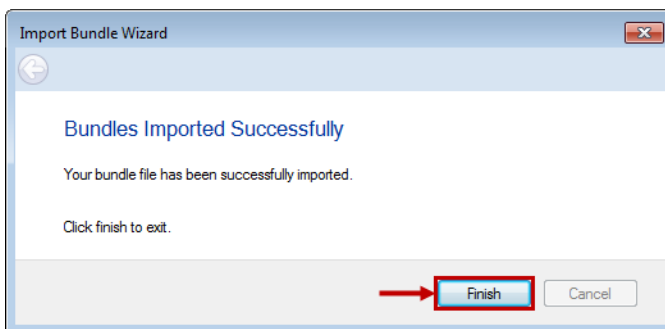 Import Bundle Wizard
Bundles Imported Successfully
Your bundle file has been successfully imported.
Click finish to exit.
Finish
Cancel